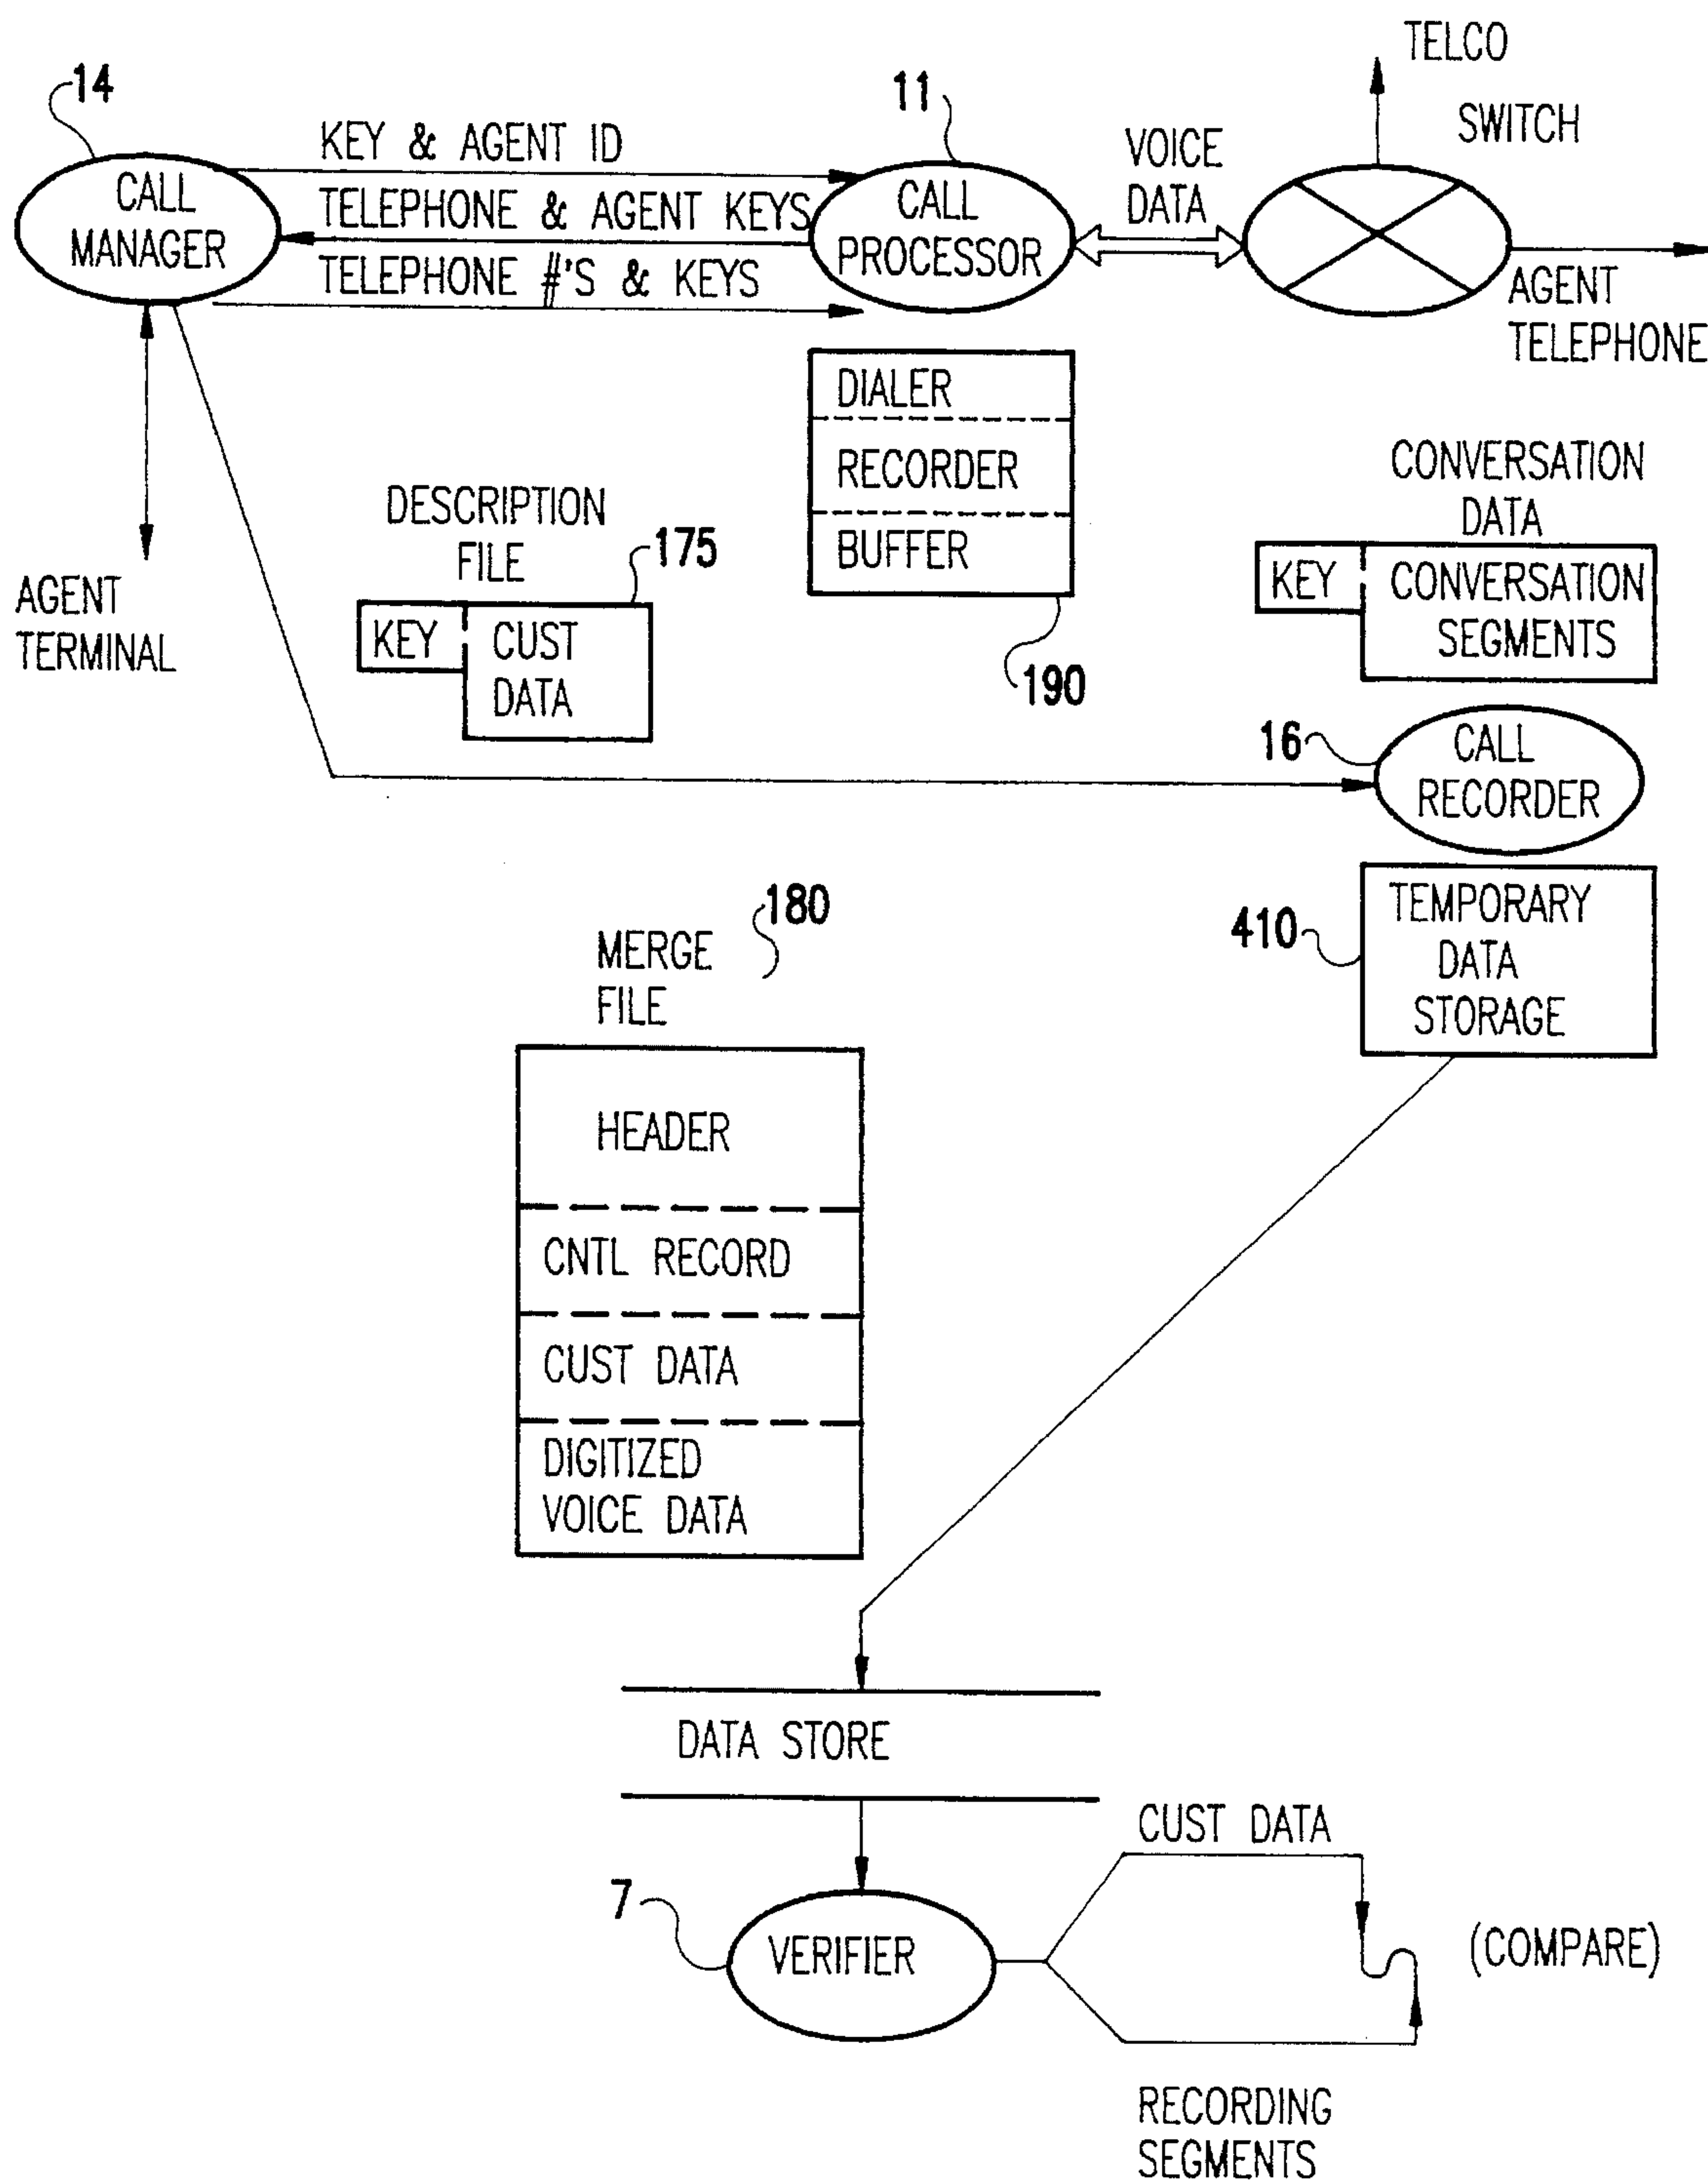 TELCO
SWITCH
14
11
KEY & AGENT ID
VOICE
DATA
CALL
MANAGER
TELEPHONE & AGENT KEYS
CALL
PROCESSOR
TELEPHONE #'S & KEYS
AGENT
TELEPHONE
DIALER
RECORDER
BUFFER
190
CONVERSATION
DATA
KEY
CONVERSATION
SEGMENTS
DESCRIPTION
FILE
175
KEY
CUST
DATA
AGENT
TERMINAL
16
CALL
RECORDER
410
TEMPORARY
DATA
STORAGE
180
MERGE
FILE
HEADER
CNTL RECORD
CUST DATA
DIGITIZED
VOICE DATA
DATA STORE
CUST DATA
7
VERIFIER
(COMPARE)
RECORDING
SEGMENTS